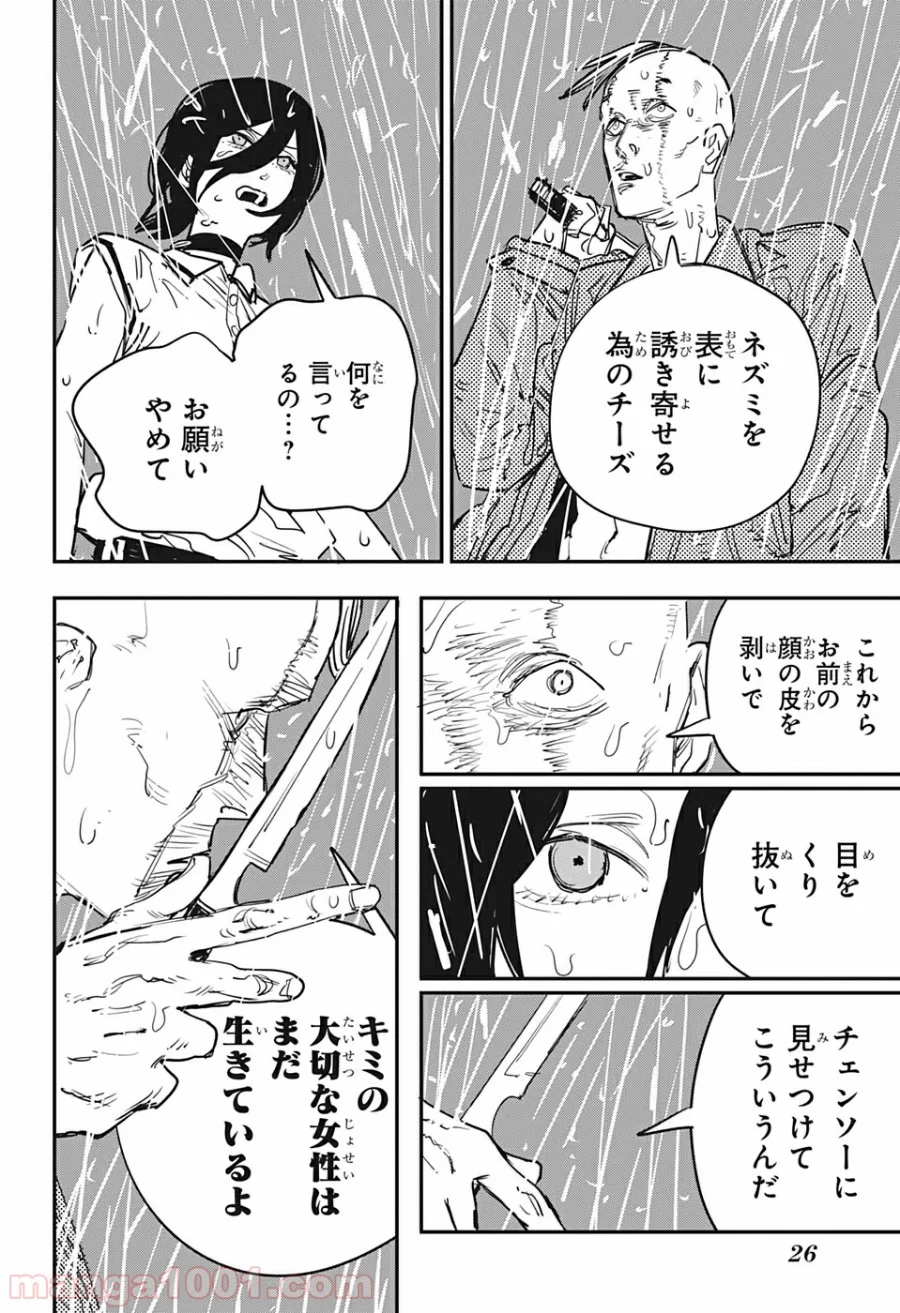 ネズミを
表に
誘き寄せる
為のチーズ
何を
言って
るの…?
お願い
やめて
これから
お前の
顔の皮を
剥いで
目を
くり
抜いて
チェンソーに
見せつけて
こういうんだ
キミの
大切な女性は
まだ
生きているよ
26
manga1001.com